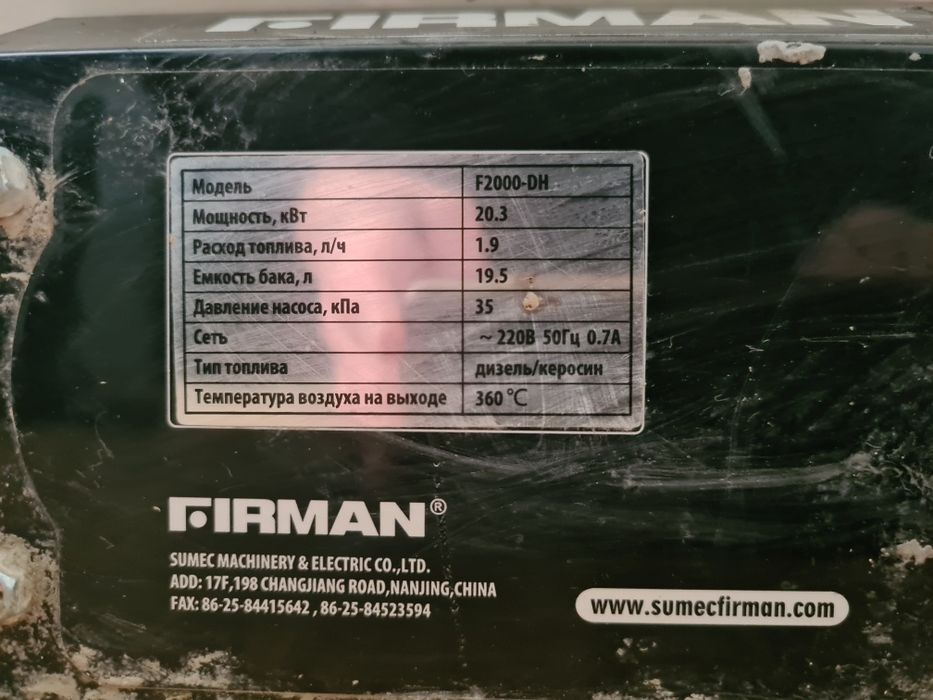 FIRMAN
Модель F2000-DH
Мощность, кВт 20.3
Расход топлива, л/ч 1.9
Емкость бака, л 19.5
Давление насоса, кПа 35
Сеть ~ 220В 50Гц 0.7А
Тип топлива дизель/керосин
Температура воздуха на выходе 360 °C
FIRMAN®
SUMEC MACHINERY & ELECTRIC CO.,LTD.
ADD: 17F,198 CHANGJIANG ROAD,NANJING,CHINA
FAX: 86-25-84415642 , 86-25-84523594
www.sumecfirman.com